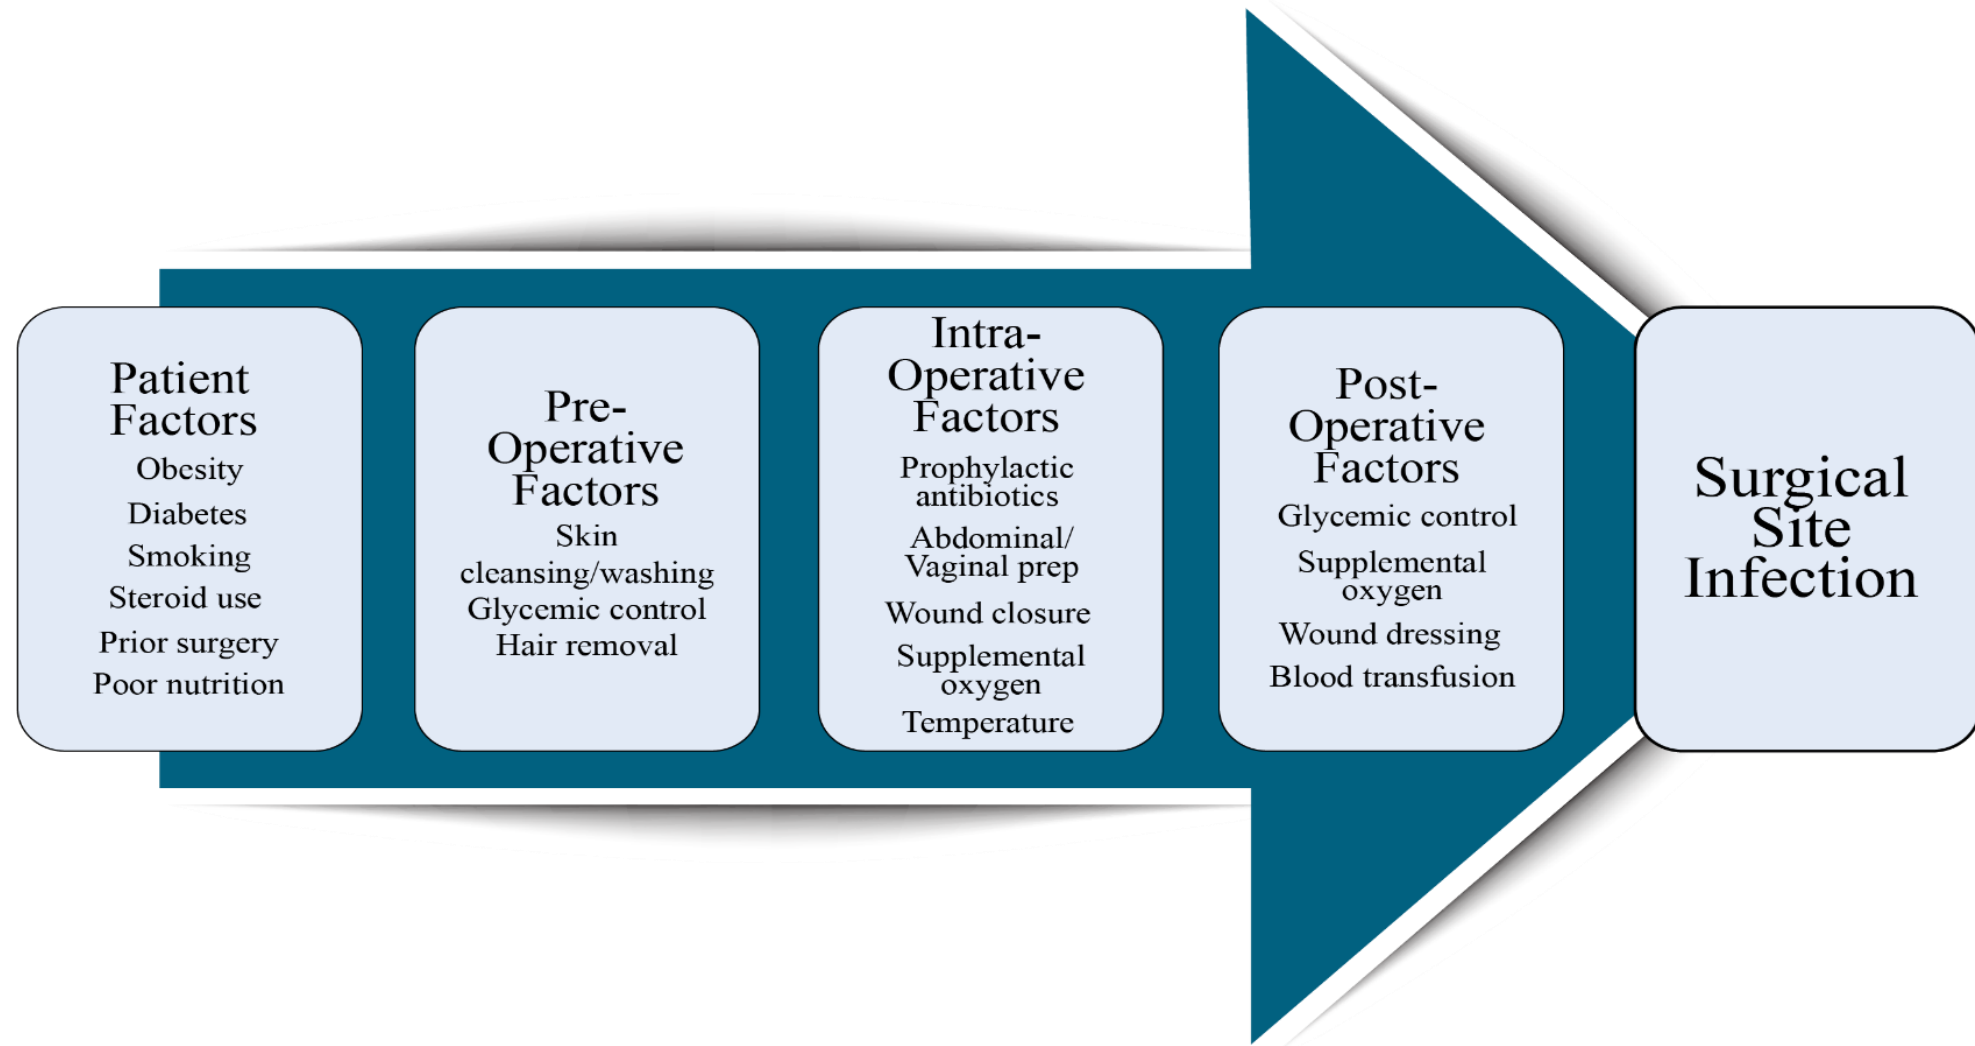 Patient
Factors
Obesity
Diabetes
Smoking
Steroid use
Prior surgery
Poor nutrition
Pre-
Operative
Factors
Skin
cleansing/washing
Glycemic control
Hair removal
Intra-
Operative
Factors
Prophylactic
antibiotics
Abdominal/
Vaginal prep
Wound closure
Supplemental
oxygen
Temperature
Post-
Operative
Factors
Glycemic control
Supplemental
oxygen
Wound dressing
Blood transfusion
Surgical
Site
Infection